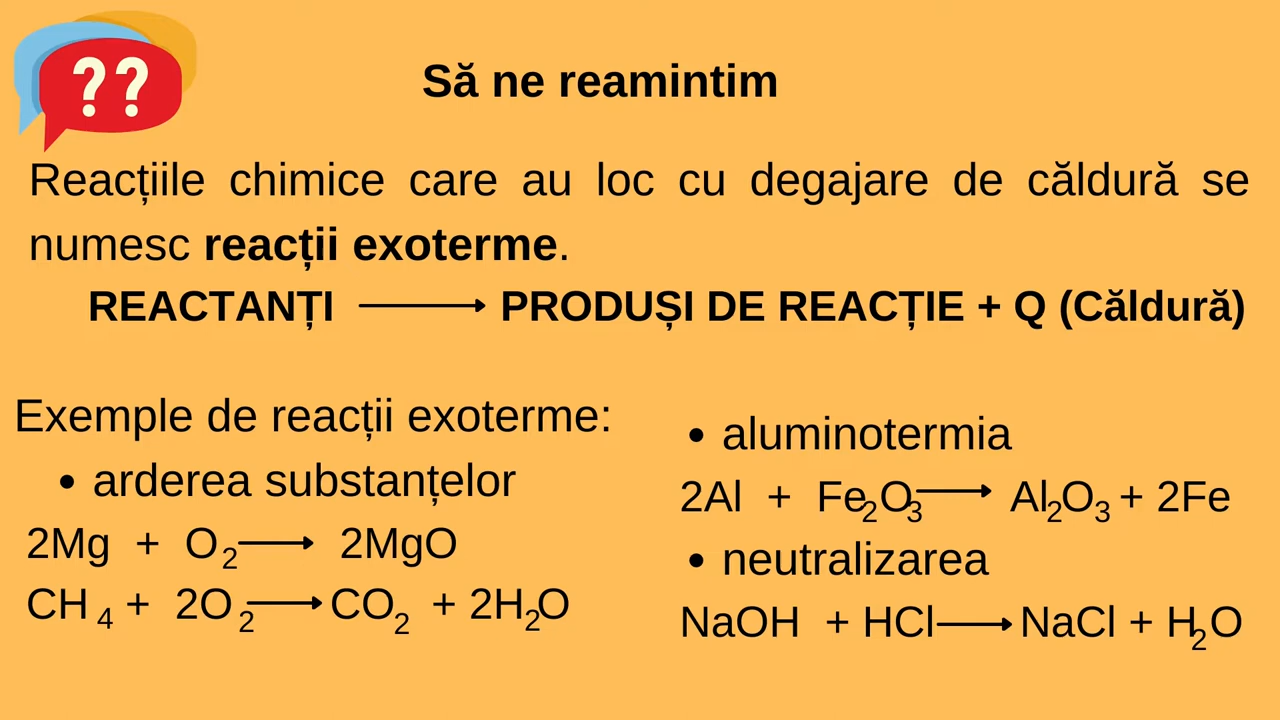 ??
Să ne reamintim
Reacțiile chimice care au loc cu degajare de căldură se
numesc reacții exoterme.
REACTANȚI ⟶ PRODUȘI DE REACȚIE + Q (Căldură)
Exemple de reacții exoterme:
• arderea substanțelor
2Mg + O₂ ⟶ 2MgO
CH₄ + 2O₂ ⟶ CO₂ + 2H₂O
• aluminotermia
2Al + Fe₂O₃ ⟶ Al₂O₃ + 2Fe
• neutralizarea
NaOH + HCl ⟶ NaCl + H₂O